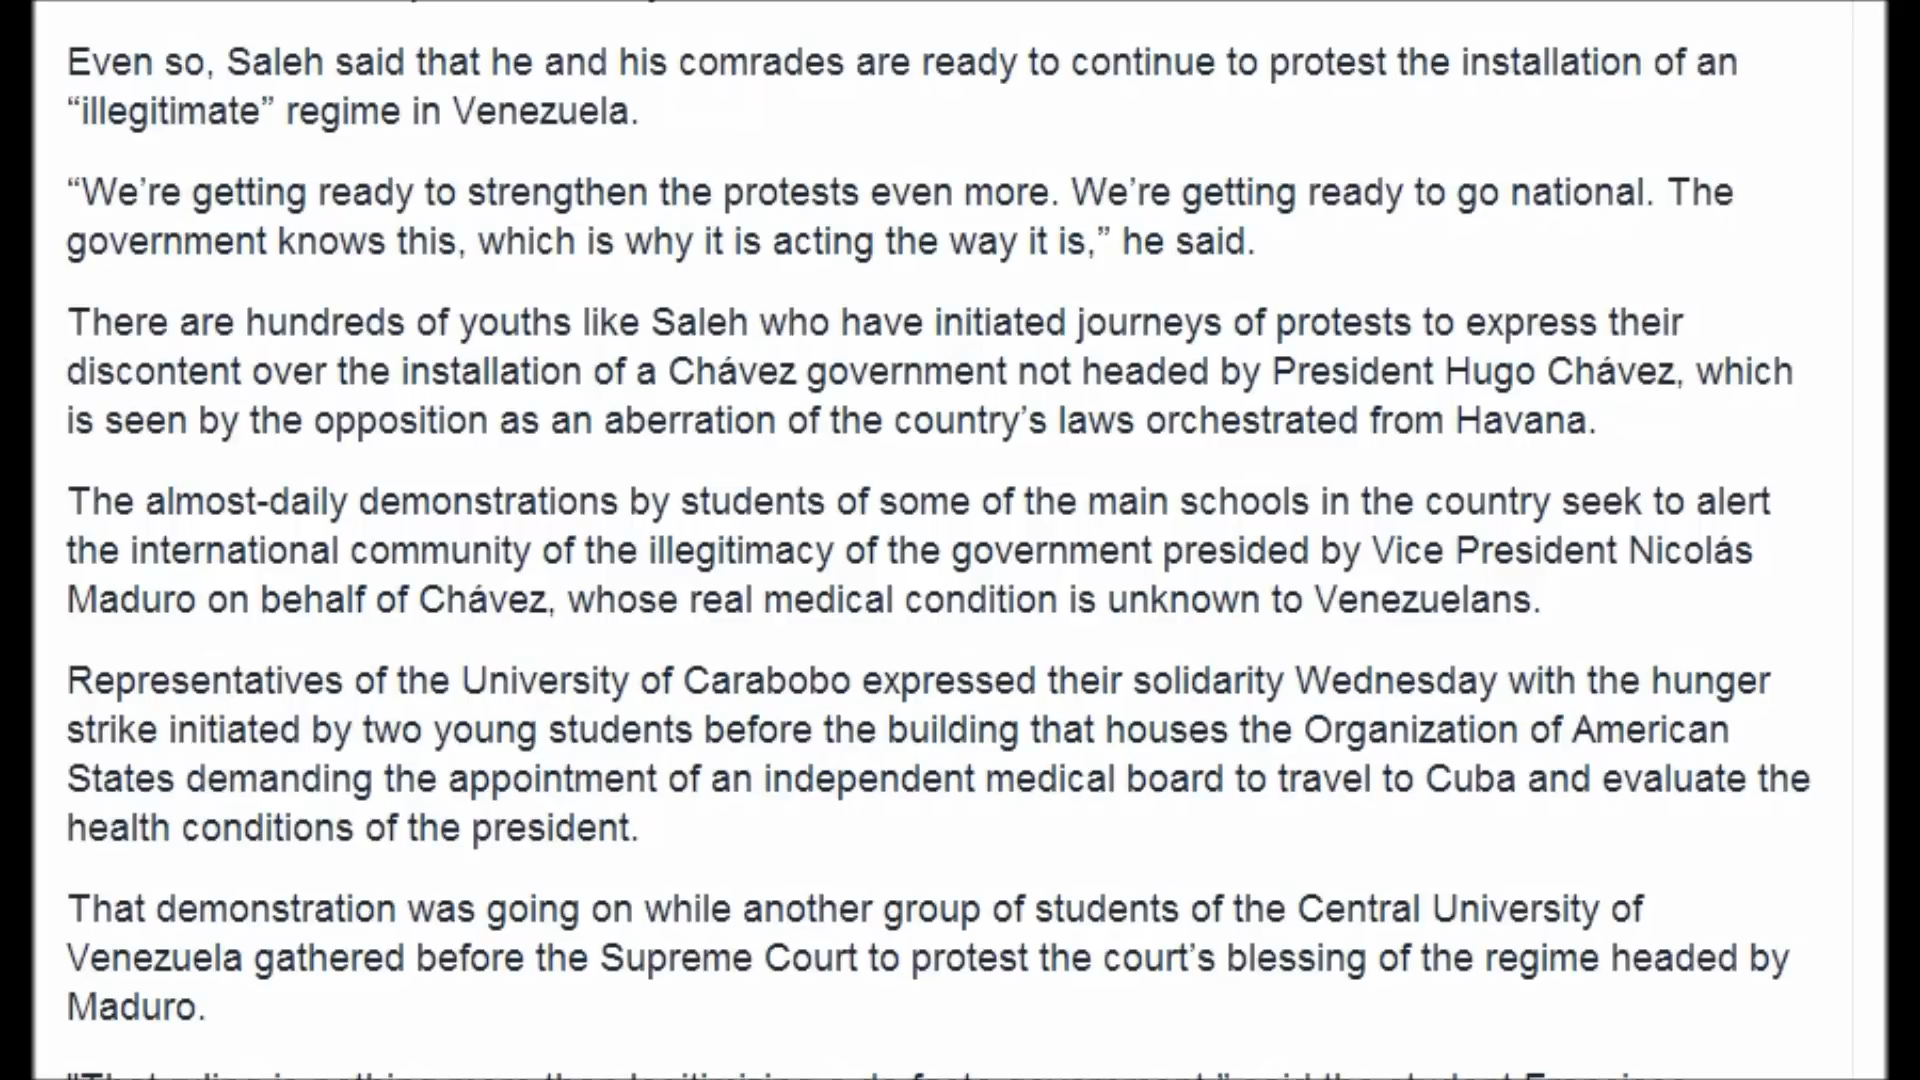 Even so, Saleh said that he and his comrades are ready to continue to protest the installation of an
“illegitimate” regime in Venezuela.
“We’re getting ready to strengthen the protests even more. We’re getting ready to go national. The
government knows this, which is why it is acting the way it is,” he said.
There are hundreds of youths like Saleh who have initiated journeys of protests to express their
discontent over the installation of a Chávez government not headed by President Hugo Chávez, which
is seen by the opposition as an aberration of the country’s laws orchestrated from Havana.
The almost-daily demonstrations by students of some of the main schools in the country seek to alert
the international community of the illegitimacy of the government presided by Vice President Nicolás
Maduro on behalf of Chávez, whose real medical condition is unknown to Venezuelans.
Representatives of the University of Carabobo expressed their solidarity Wednesday with the hunger
strike initiated by two young students before the building that houses the Organization of American
States demanding the appointment of an independent medical board to travel to Cuba and evaluate the
health conditions of the president.
That demonstration was going on while another group of students of the Central University of
Venezuela gathered before the Supreme Court to protest the court’s blessing of the regime headed by
Maduro.